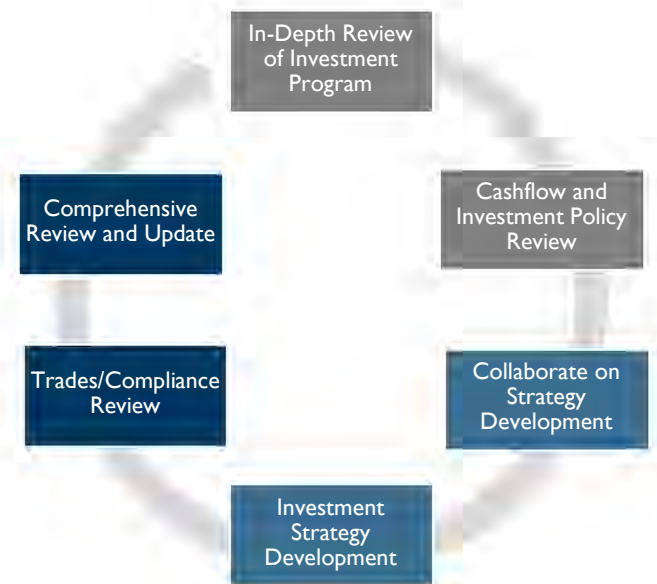 In-Depth Review
of Investment
Program
Cashflow and
Investment Policy
Review
Collaborate on
Strategy
Development
Investment
Strategy
Development
Trades/Compliance
Review
Comprehensive
Review and Update